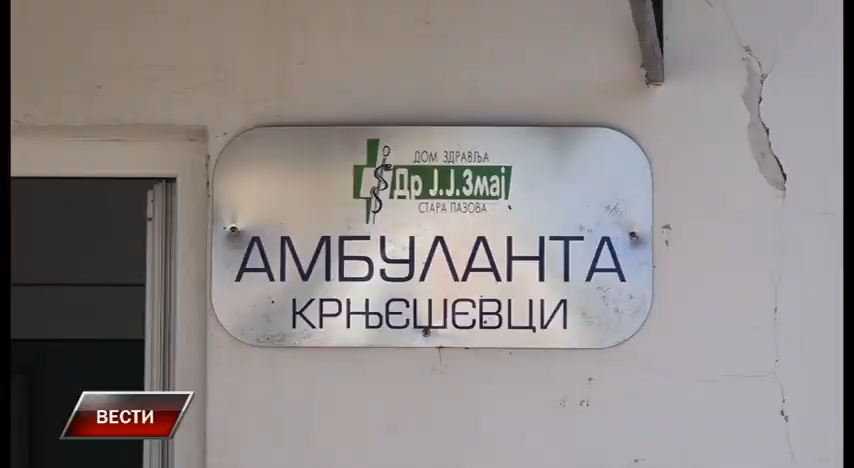 ДОМ ЗДРАВЉА
Др Ј.Ј.Змај
СТАРА ПАЗОВА
АМБУЛАНТА
КРЊЕШЕВЦИ
ВЕСТИ